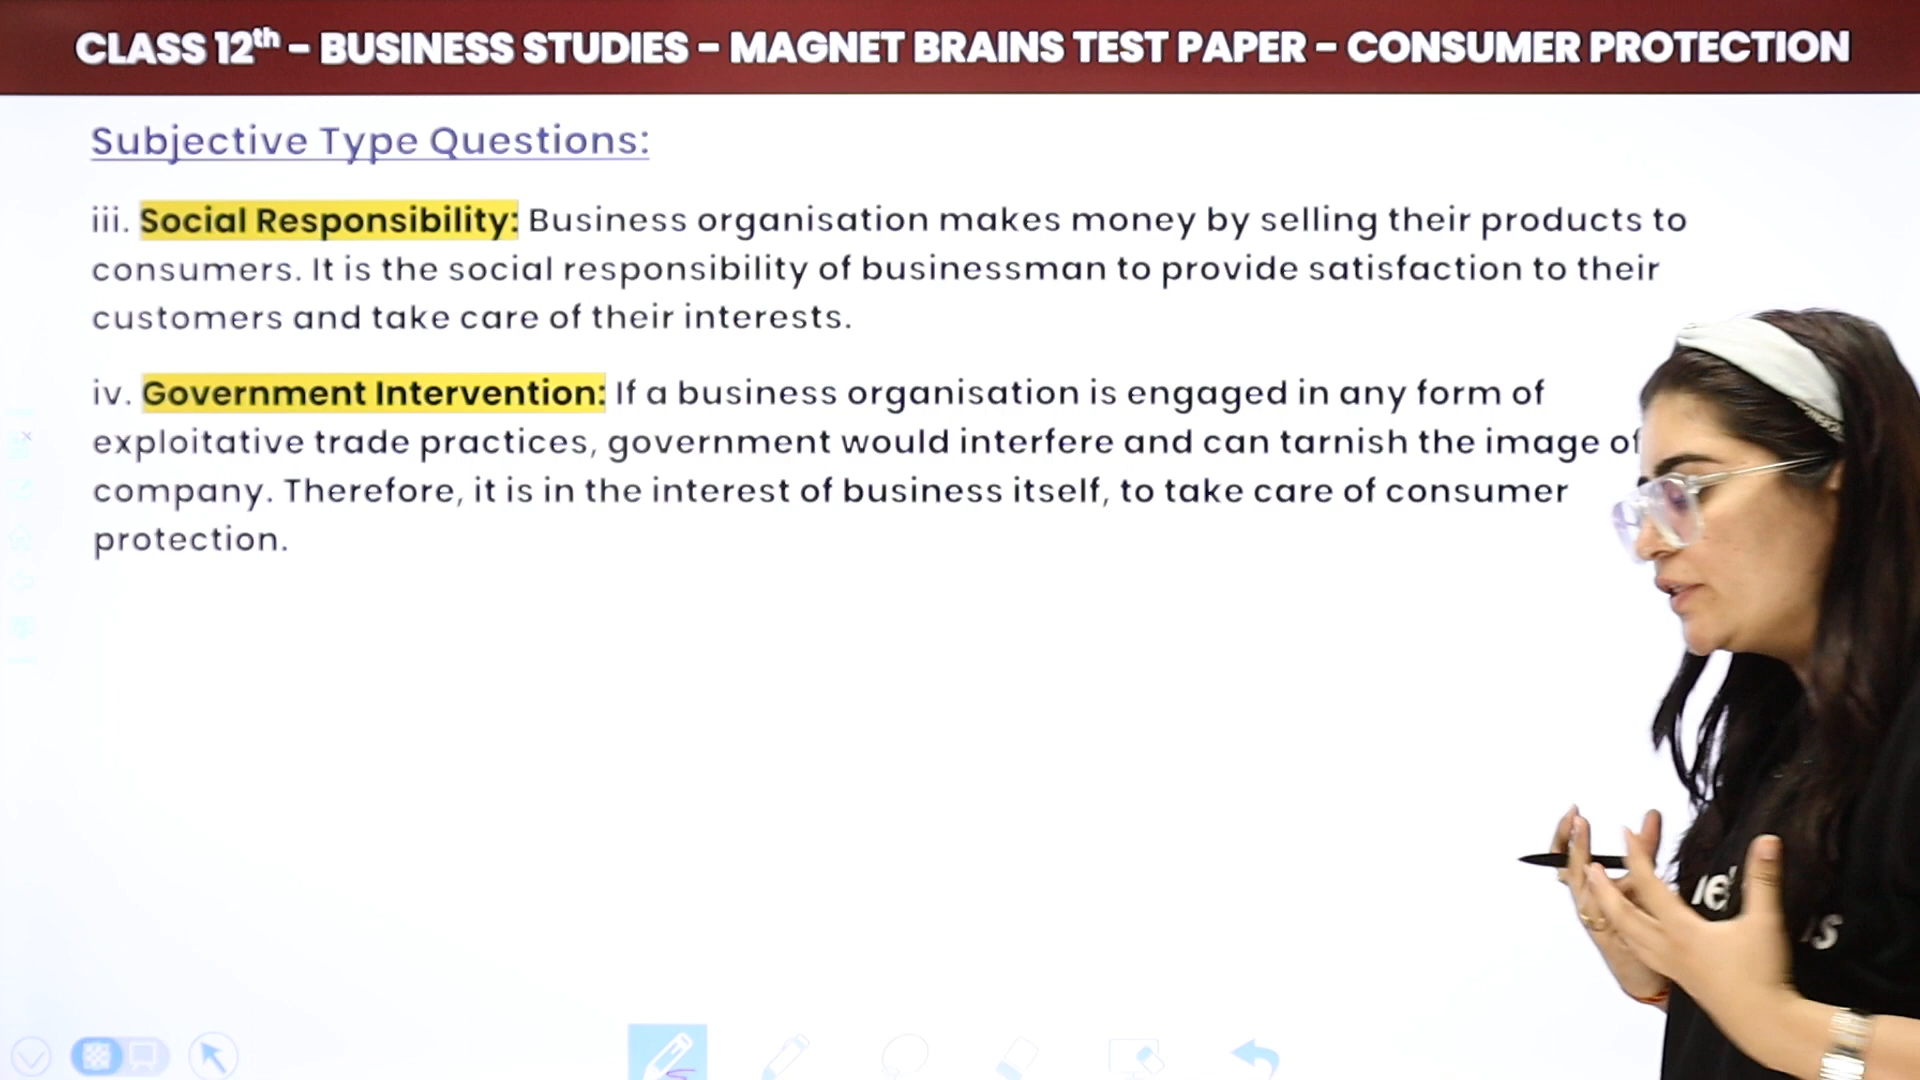 CLASS 12th – BUSINESS STUDIES – MAGNET BRAINS TEST PAPER – CONSUMER PROTECTION
Subjective Type Questions:
iii. Social Responsibility: Business organisation makes money by selling their products to
consumers. It is the social responsibility of businessman to provide satisfaction to their
customers and take care of their interests.
iv. Government Intervention: If a business organisation is engaged in any form of
exploitative trade practices, government would interfere and can tarnish the image of
company. Therefore, it is in the interest of business itself, to take care of consumer
protection.